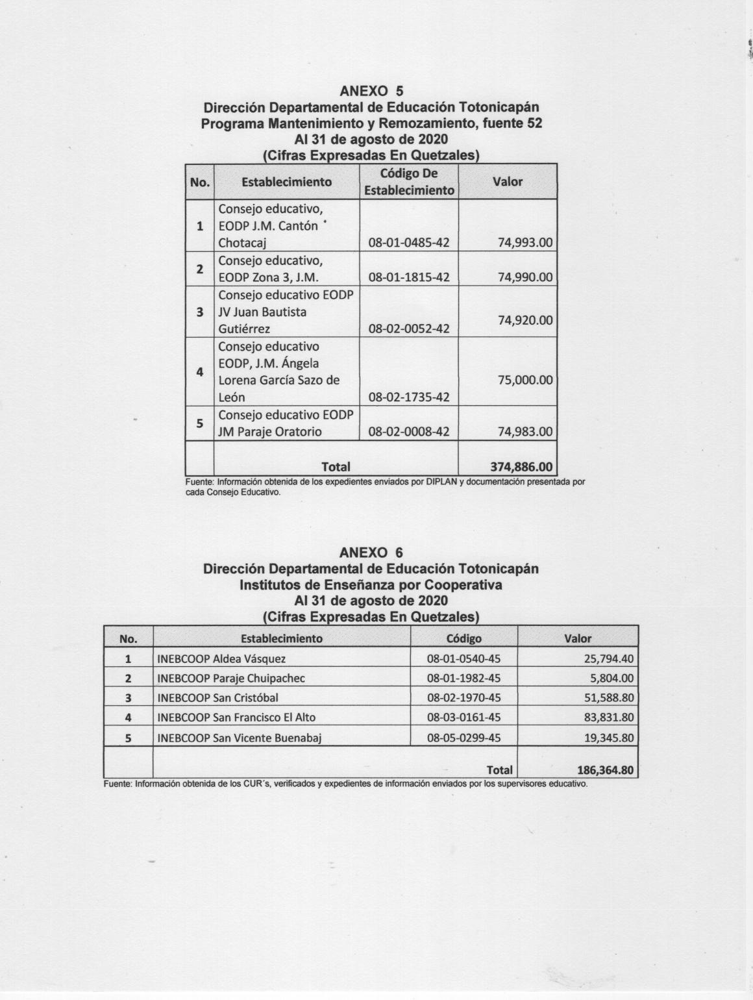 ANEXO 5
Dirección Departamental de Educación Totonicapán
Programa Mantenimiento y Remozamiento, fuente 52
Al 31 de agosto de 2020
(Cifras Expresadas En Quetzales)
No. Establecimiento Código De Establecimiento Valor
1 Consejo educativo,
EODP J.M. Cantón
Chotacaj 08-01-0485-42 74,993.00
2 Consejo educativo,
EODP Zona 3, J.M. 08-01-1815-42 74,990.00
3 Consejo educativo EODP
JV Juan Bautista
Gutiérrez 08-02-0052-42 74,920.00
4 Consejo educativo
EODP, J.M. Ángela
Lorena García Sazo de
León 08-02-1735-42 75,000.00
5 Consejo educativo EODP
JM Paraje Oratorio 08-02-0008-42 74,983.00
Total 374,886.00
Fuente: Información obtenida de los expedientes enviados por DIPLAN y documentación presentada por
cada Consejo Educativo.
ANEXO 6
Dirección Departamental de Educación Totonicapán
Institutos de Enseñanza por Cooperativa
Al 31 de agosto de 2020
(Cifras Expresadas En Quetzales)
No. Establecimiento Código Valor
1 INEBCOOP Aldea Vásquez 08-01-0540-45 25,794.40
2 INEBCOOP Paraje Chuipachec 08-01-1982-45 5,804.00
3 INEBCOOP San Cristóbal 08-02-1970-45 51,588.80
4 INEBCOOP San Francisco El Alto 08-03-0161-45 83,831.80
5 INEBCOOP San Vicente Buenabaj 08-05-0299-45 19,345.80
Total 186,364.80
Fuente: Información obtenida de los CUR´s, verificados y expedientes de información enviados por los supervisores educativo.